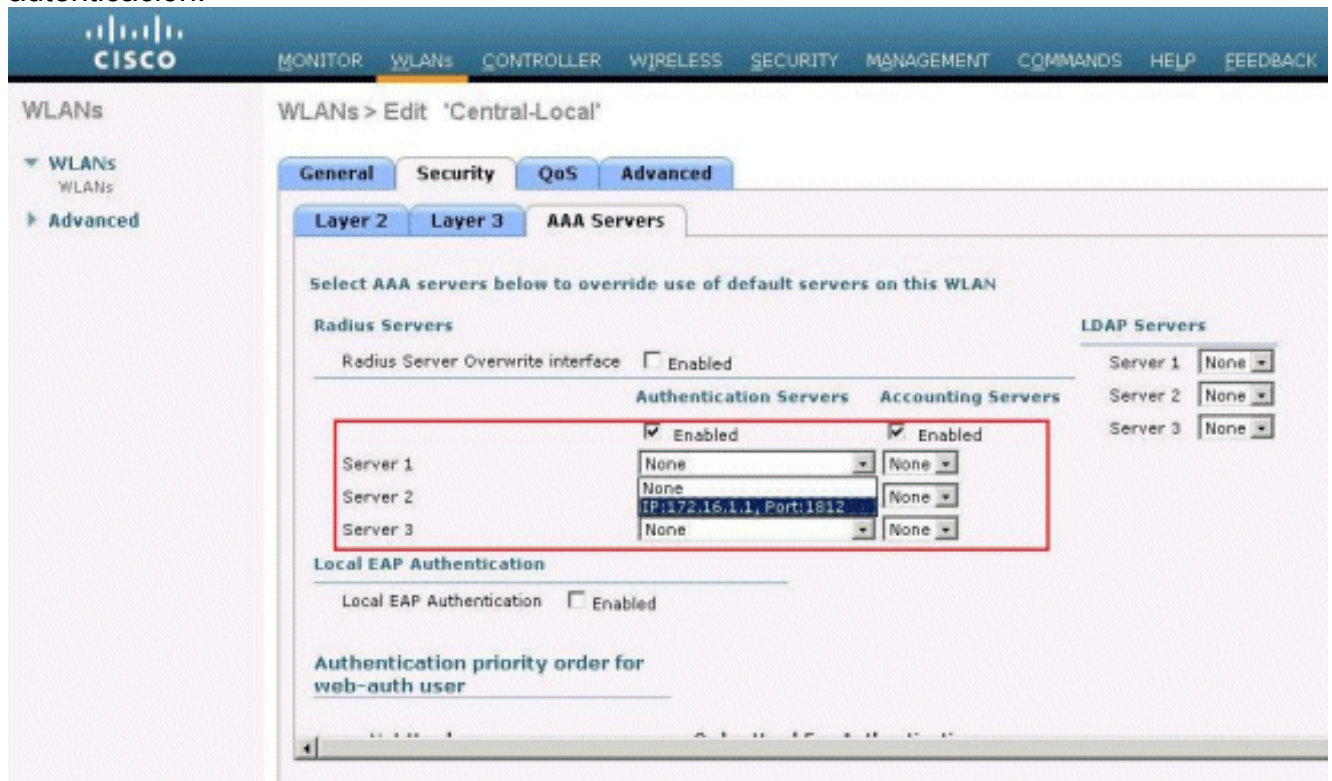 autenticación.
CISCO
MONITOR WLANs CONTROLLER WIRELESS SECURITY MANAGEMENT COMMANDS HELP FEEDBACK
WLANs
WLANs
WLANs
Advanced
WLANs > Edit 'Central-Local'
General Security QoS Advanced
Layer 2 Layer 3 AAA Servers
Select AAA servers below to override use of default servers on this WLAN
Radius Servers
Radius Server Overwrite interface Enabled
Authentication Servers Accounting Servers
Enabled Enabled
Server 1 None None
None
Server 2 IP:172.16.1.1, Port:1812 None
Server 3 None None
LDAP Servers
Server 1 None
Server 2 None
Server 3 None
Local EAP Authentication
Local EAP Authentication Enabled
Authentication priority order for
web-auth user